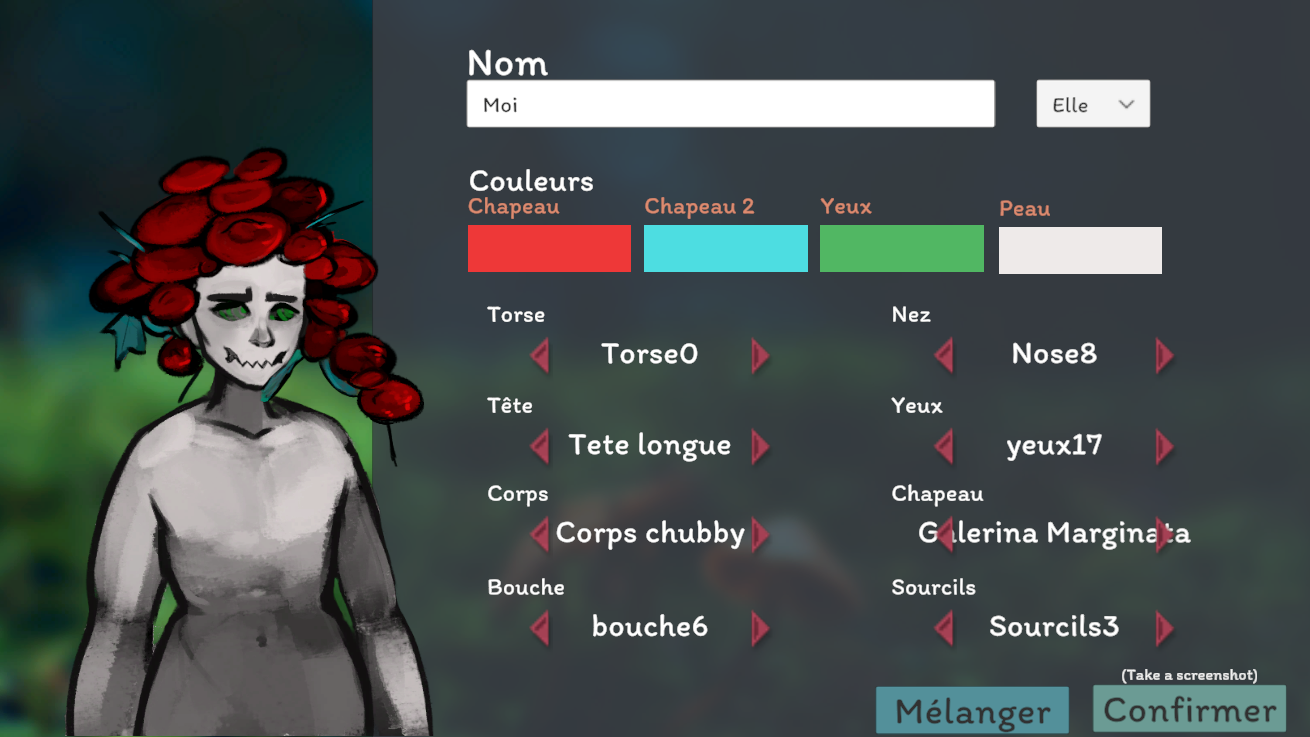 Nom
Moi
Elle
Couleurs
Chapeau
Chapeau 2
Yeux
Peau
Torse
Torse0
Nez
Nose8
Tête
Tete longue
Yeux
yeux17
Corps
Corps chubby
Chapeau
Galerina Marginata
Bouche
bouche6
Sourcils
Sourcils3
(Take a screenshot)
Mélanger
Confirmer